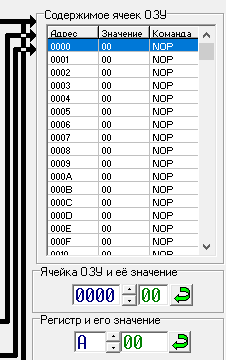 Содержимое ячеек ОЗУ
Адрес Значение Команда
0000 00 NOP
0001 00 NOP
0002 00 NOP
0003 00 NOP
0004 00 NOP
0005 00 NOP
0006 00 NOP
0007 00 NOP
0008 00 NOP
0009 00 NOP
000A 00 NOP
000B 00 NOP
000C 00 NOP
000D 00 NOP
000E 00 NOP
000F 00 NOP
0010 00 NOP
Ячейка ОЗУ и её значение
0000 00
Регистр и его значение
A 00